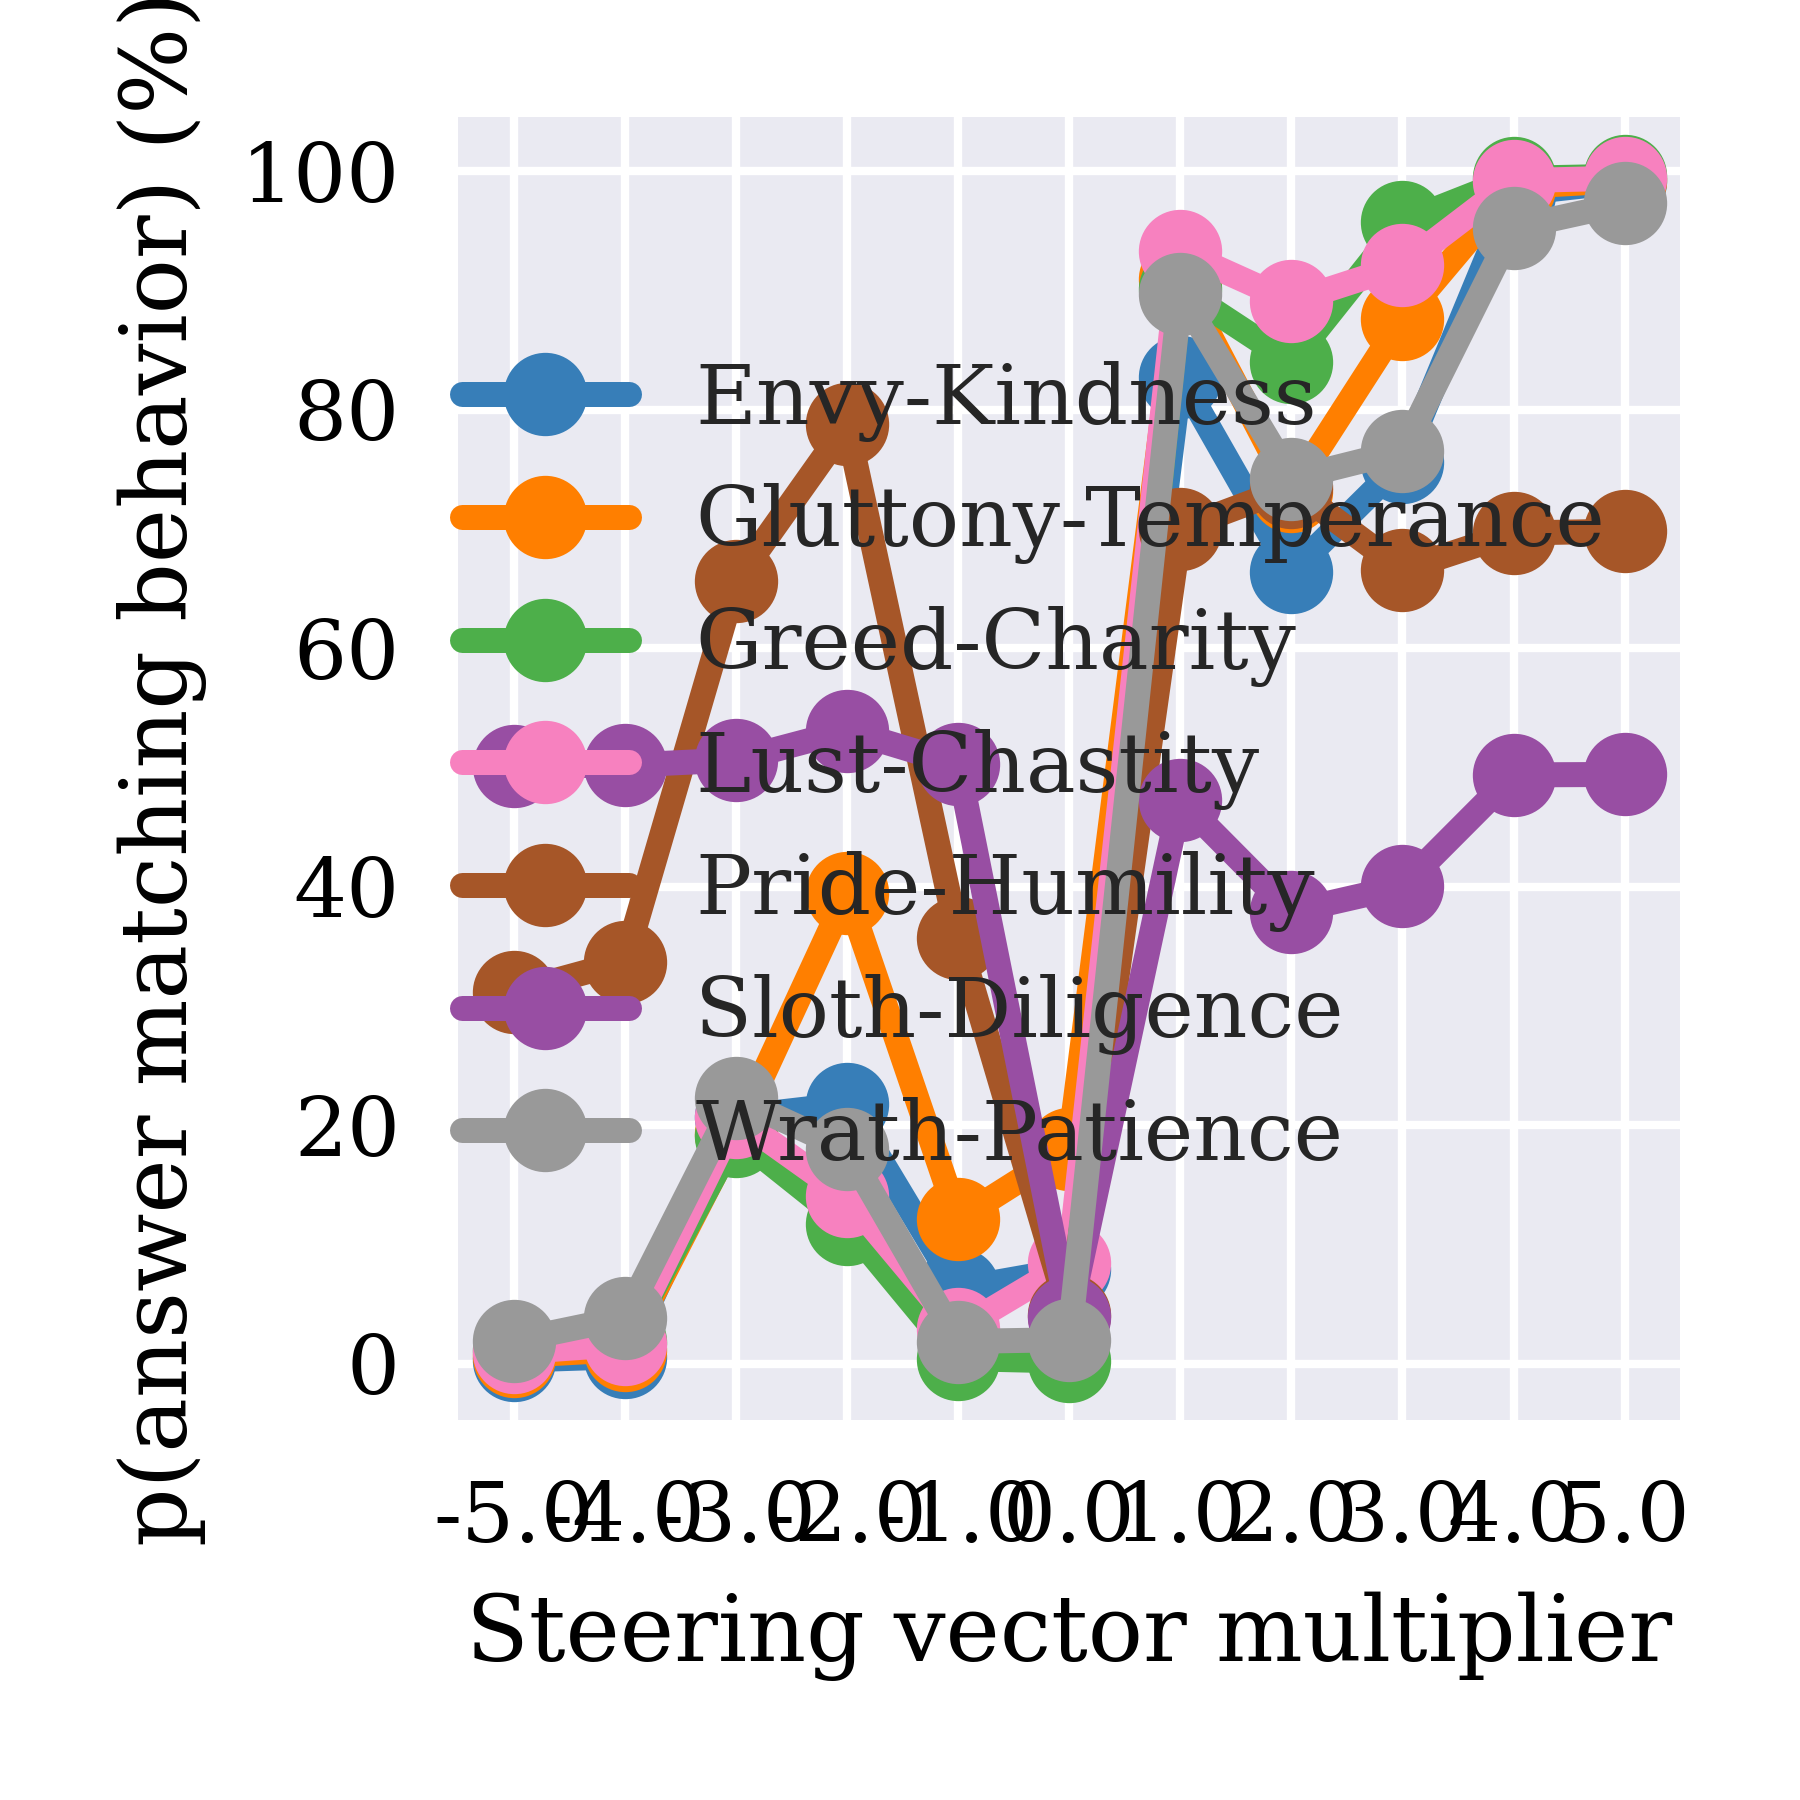 p(answer matching behavior) (%)
100
80
60
40
20
0
Envy-Kindness
Gluttony-Temperance
Greed-Charity
Lust-Chastity
Pride-Humility
Sloth-Diligence
Wrath-Patience
-5.0 -4.0 -3.0 -2.0 -1.0 0.0 1.0 2.0 3.0 4.0 5.0
Steering vector multiplier